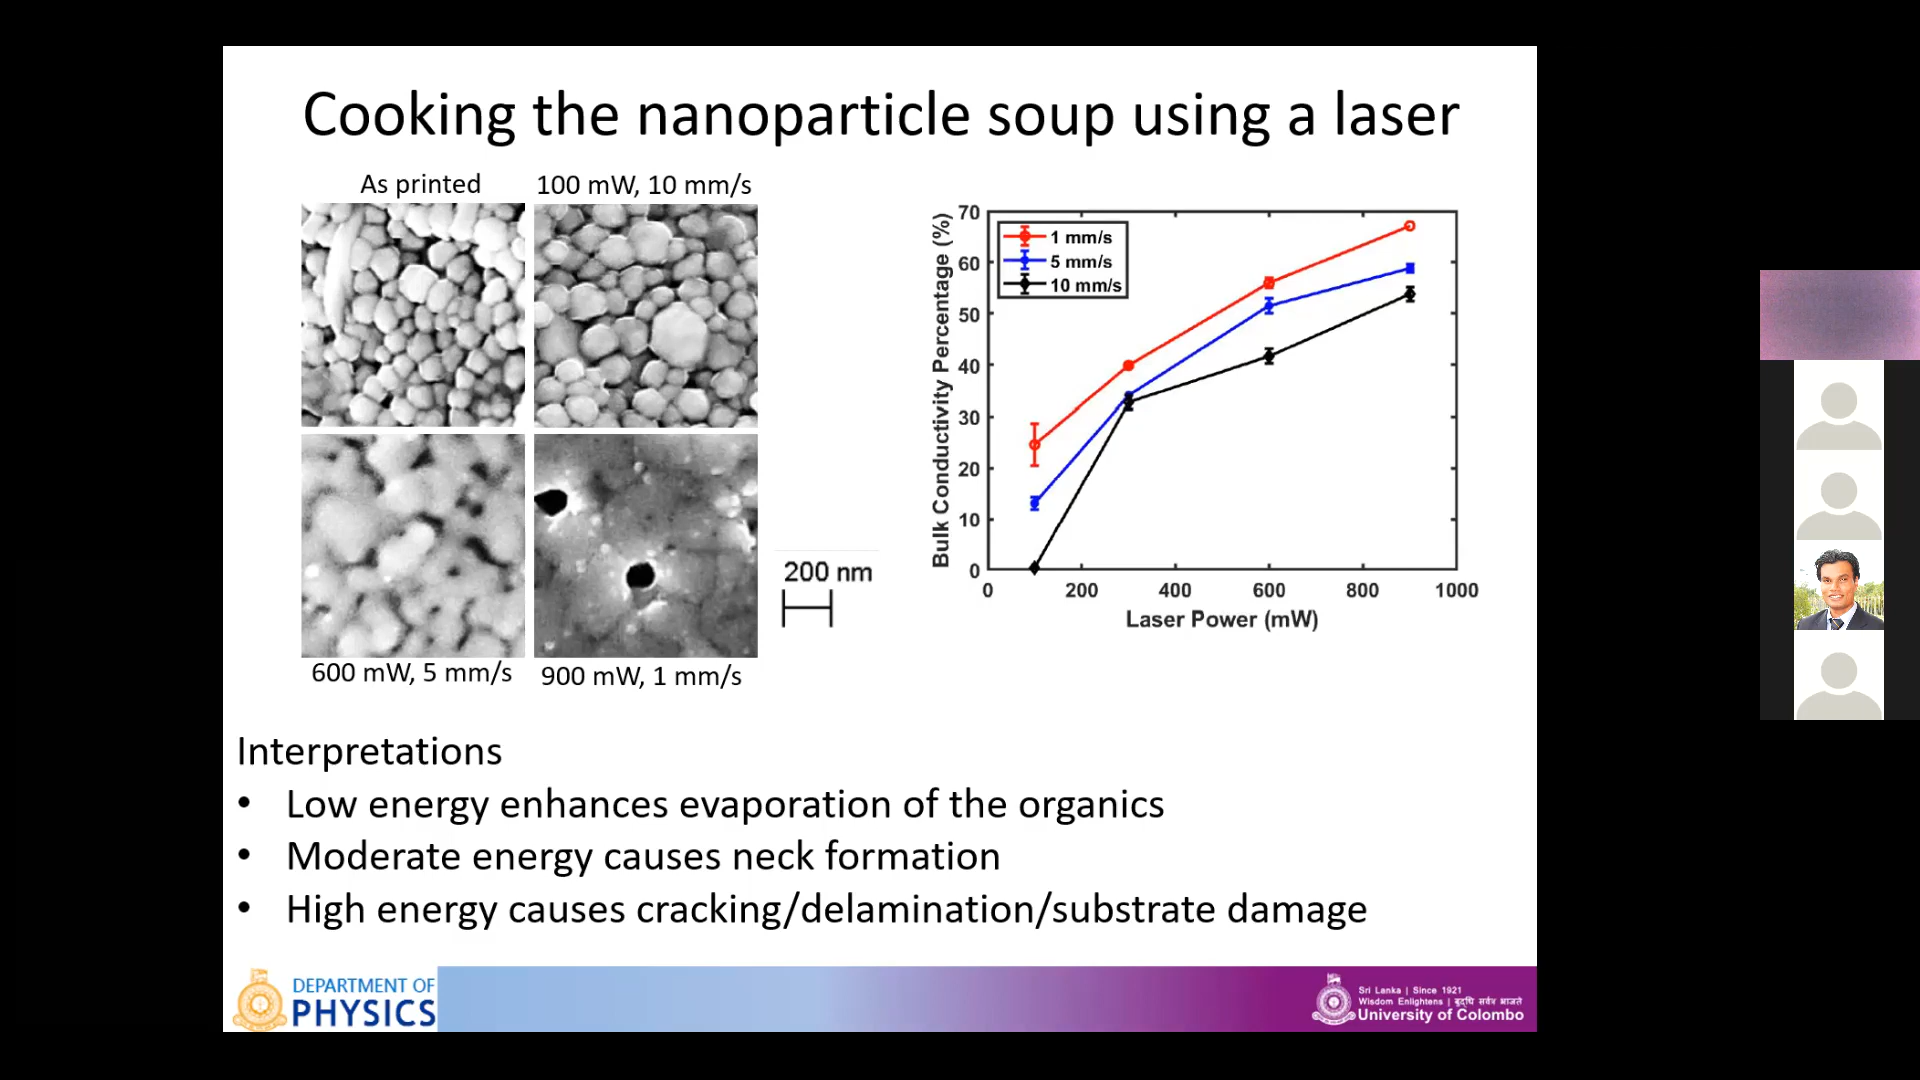 Cooking the nanoparticle soup using a laser
As printed
100 mW, 10 mm/s
600 mW, 5 mm/s
900 mW, 1 mm/s
200 nm
Bulk Conductivity Percentage (%)
70
60
50
40
30
20
10
0
1 mm/s
5 mm/s
10 mm/s
0 200 400 600 800 1000
Laser Power (mW)
Interpretations
• Low energy enhances evaporation of the organics
• Moderate energy causes neck formation
• High energy causes cracking/delamination/substrate damage
DEPARTMENT OF
PHYSICS
Sri Lanka | Since 1921
Wisdom Enlightens | बुद्धि सर्वत्र भ्राजते
University of Colombo